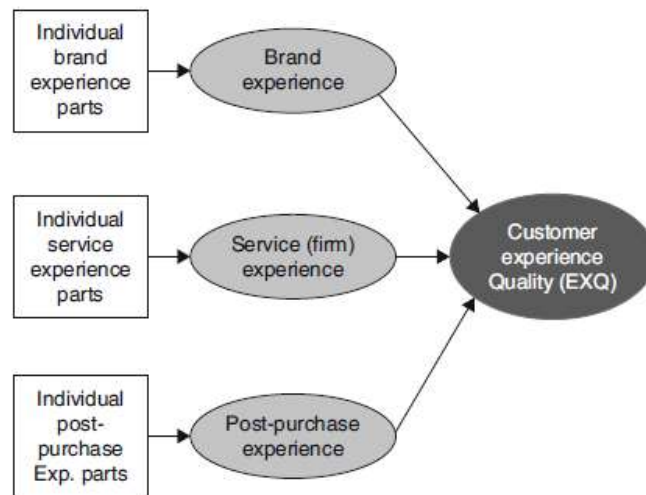 Individual
brand
experience
parts
Brand
experience
Individual
service
experience
parts
Service (firm)
experience
Customer
experience
Quality (EXQ)
Individual
post-
purchase
Exp. parts
Post-purchase
experience